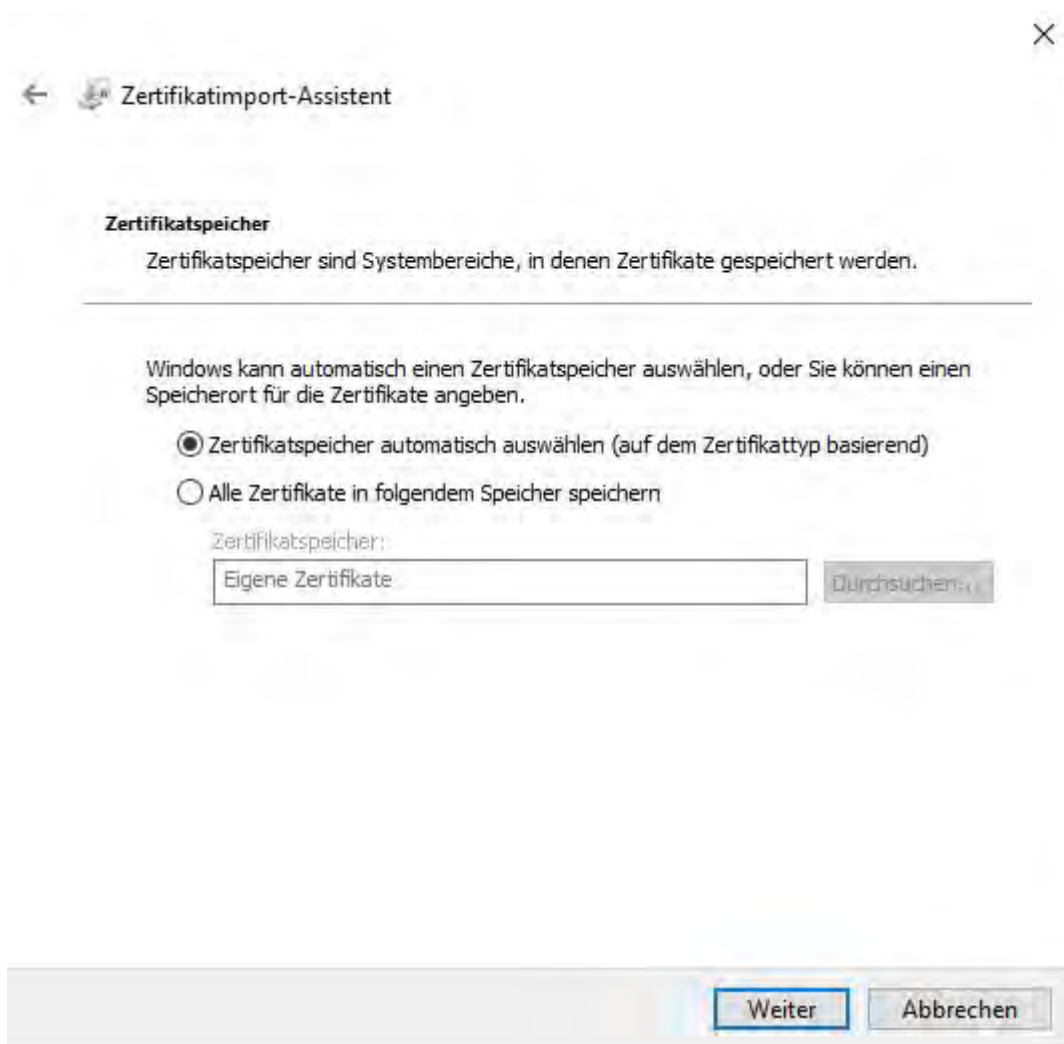 Zertifikatimport-Assistent
Zertifikatspeicher
Zertifikatspeicher sind Systembereiche, in denen Zertifikate gespeichert werden.
Windows kann automatisch einen Zertifikatspeicher auswählen, oder Sie können einen
Speicherort für die Zertifikate angeben.
Zertifikatspeicher automatisch auswählen (auf dem Zertifikattyp basierend)
Alle Zertifikate in folgendem Speicher speichern
Zertifikatspeicher:
Eigene Zertifikate
Durchsuchen...
Weiter
Abbrechen